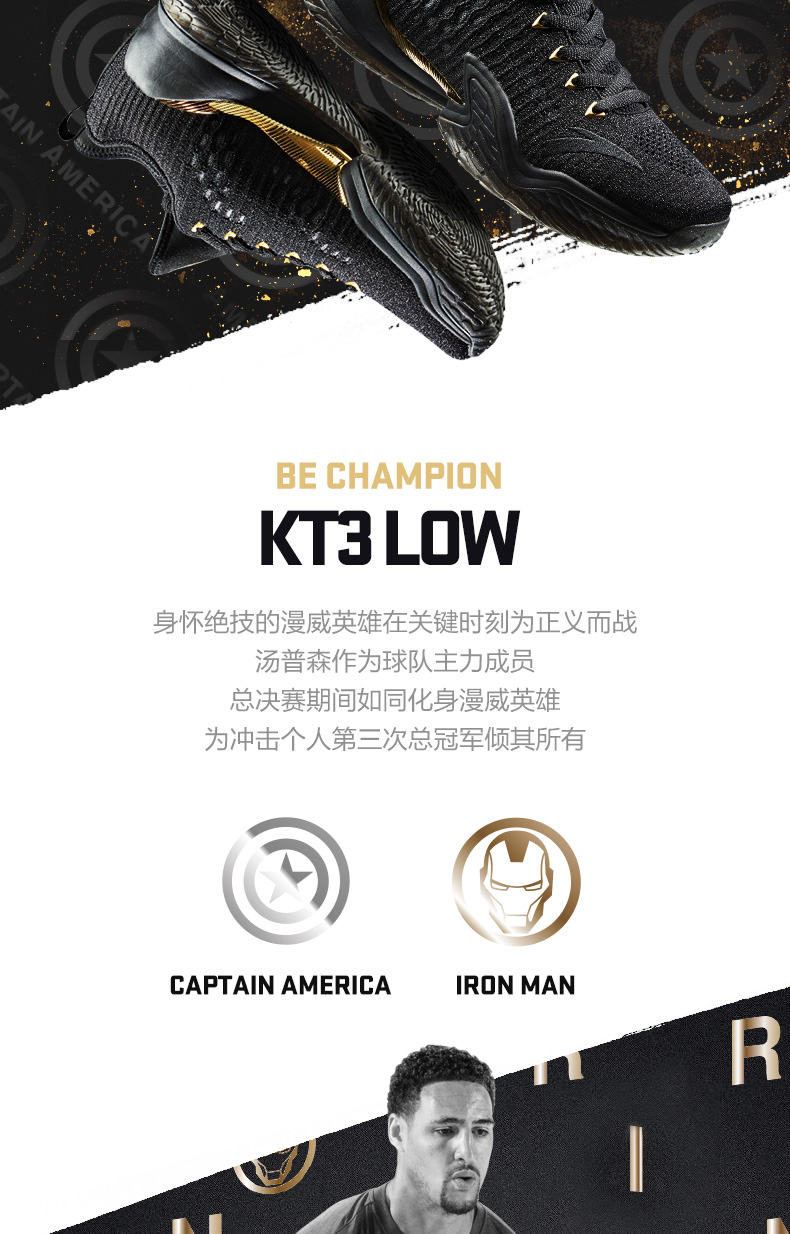 TAIN AMERICA
BE CHAMPION
KT3 LOW
身怀绝技的漫威英雄在关键时刻为正义而战
汤普森作为球队主力成员
总决赛期间如同化身漫威英雄
为冲击个人第三次总冠军倾其所有
CAPTAIN AMERICA
IRON MAN
R
I
N